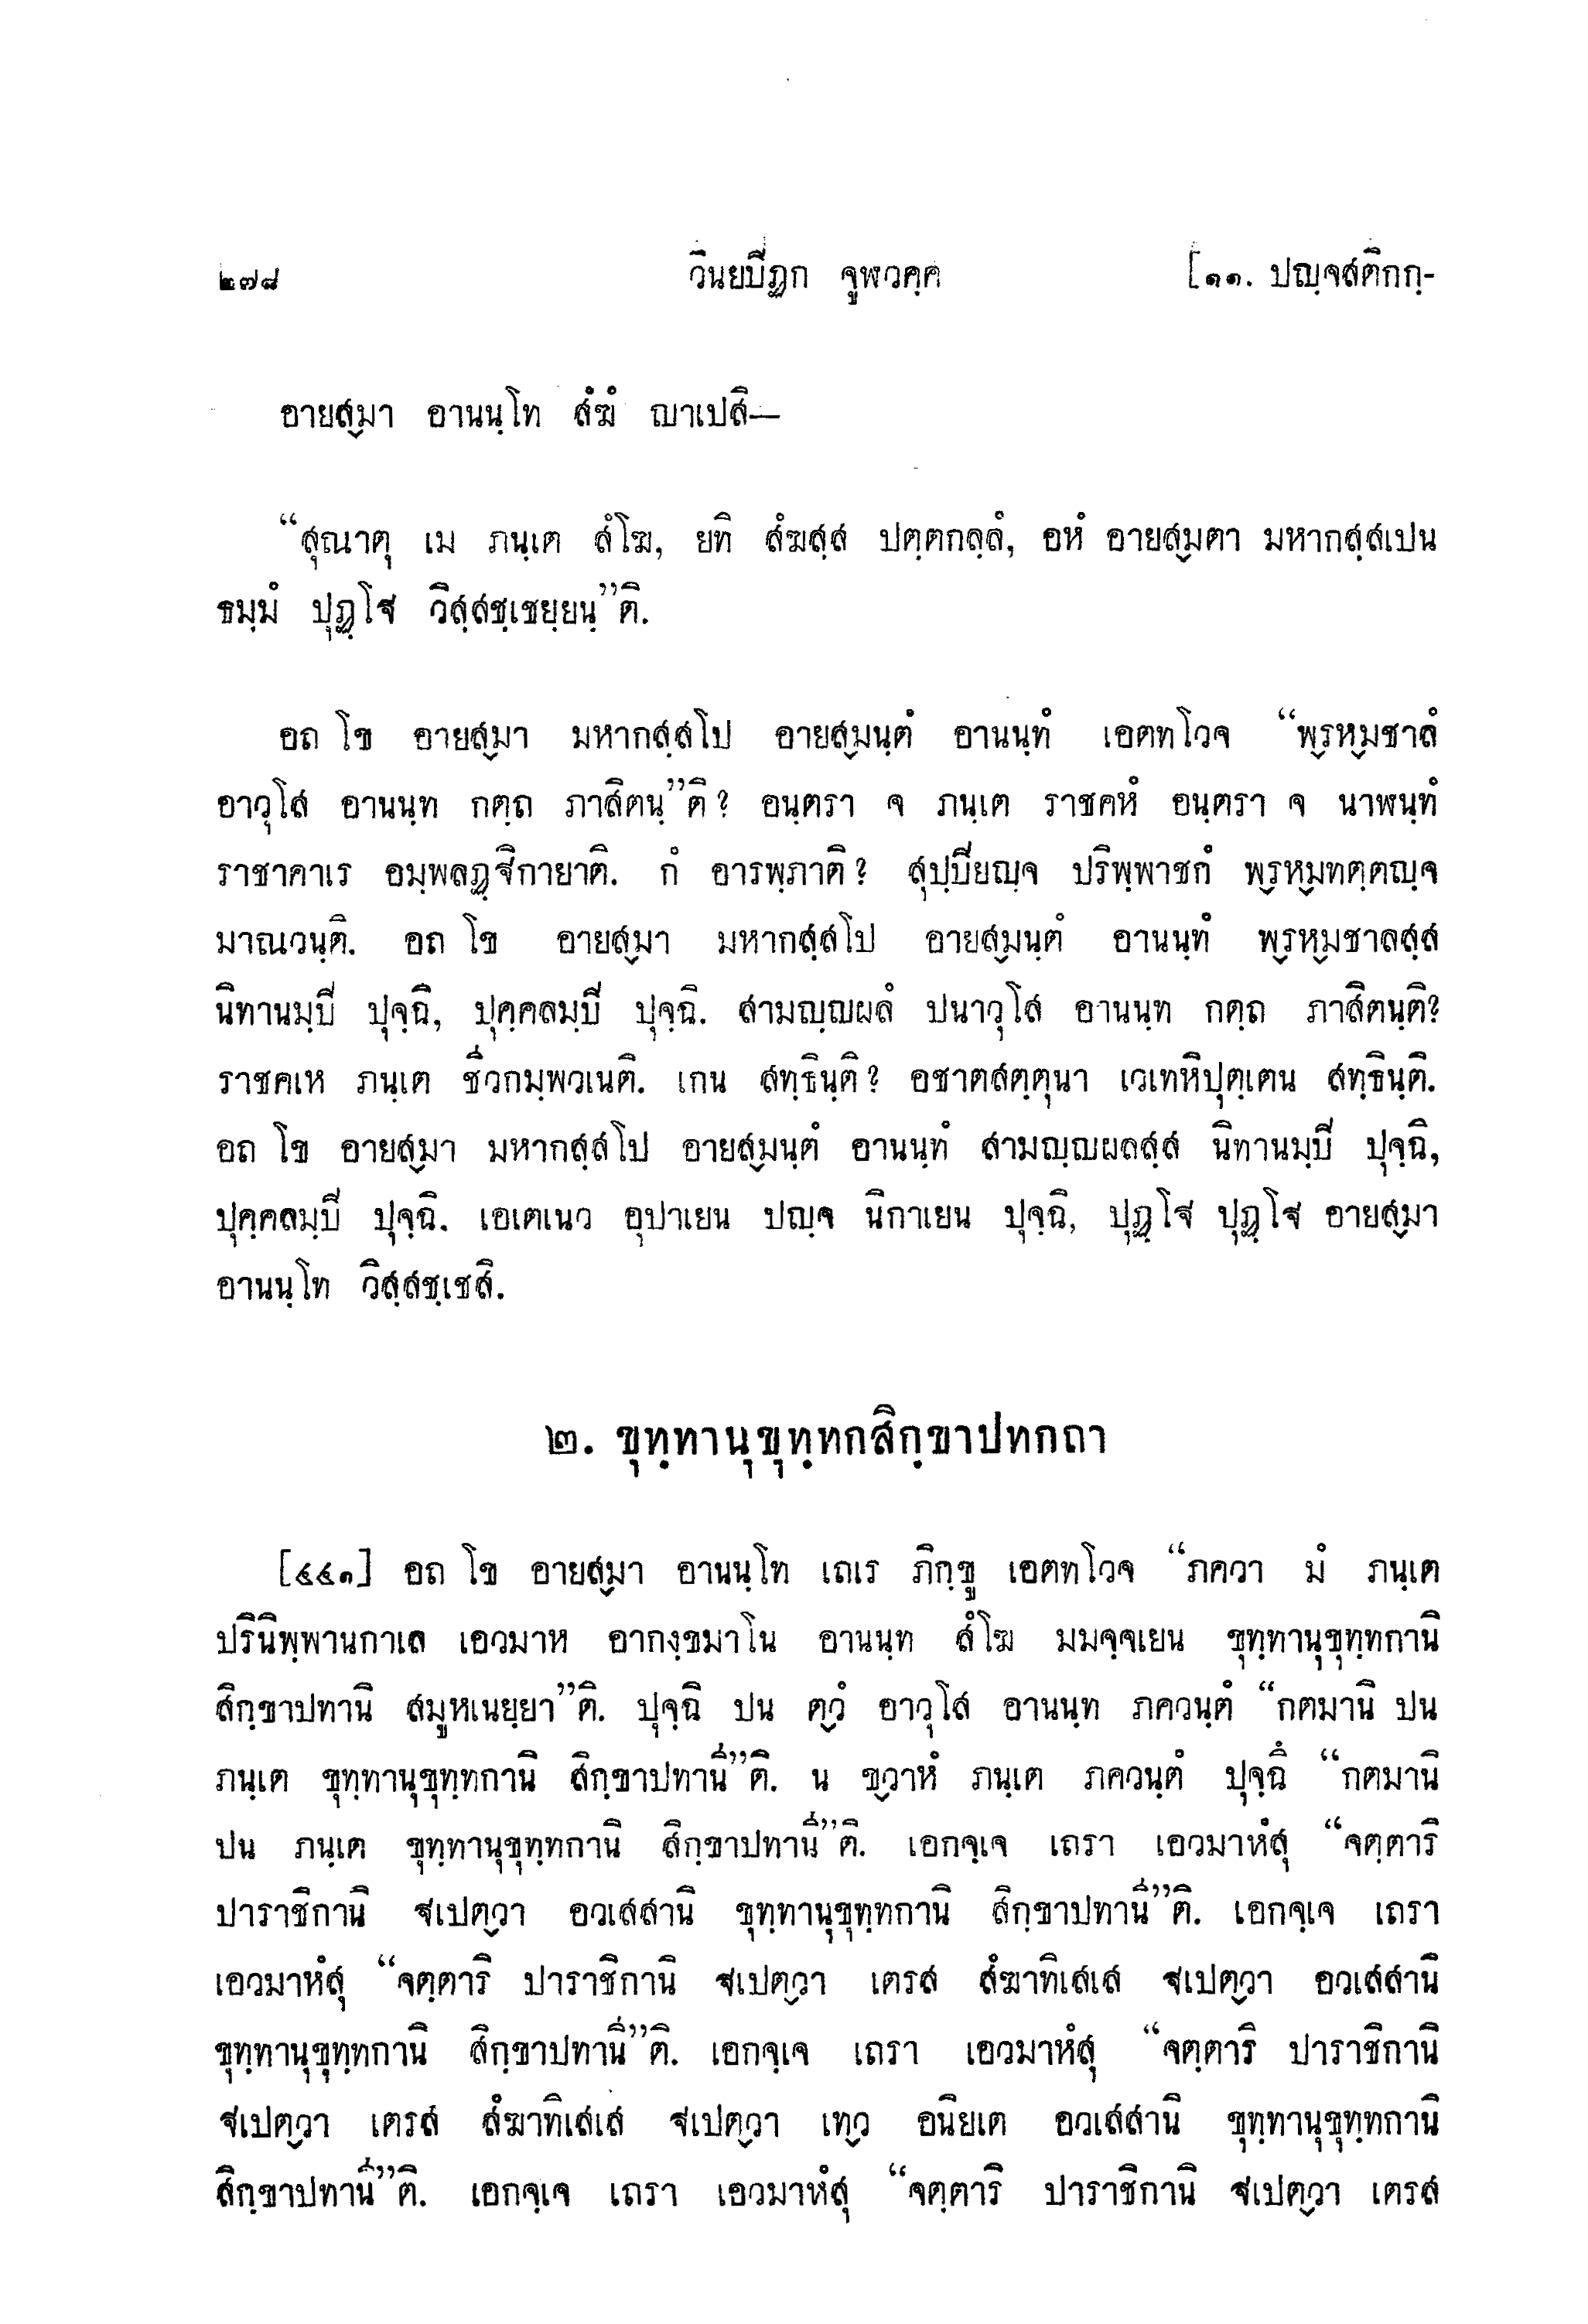 ๒๗๘ วินยปิฏก จูฬวคฺค [๑๑. ปญฺจสติกกฺ-
อายสฺมา อานนฺโท สํฆํ ญาเปสิ—
“สุณาตุ เม ภนฺเต สํโฆ, ยทิ สํฆสฺส ปตฺตกลฺลํ, อหํ อายสฺมตา มหากสฺสเปน
ธมฺมํ ปุฏฺโฐ วิสฺสชฺเชยฺยนฺ”ติ.
อถ โข อายสฺมา มหากสฺสโป อายสฺมนฺตํ อานนฺทํ เอตทโวจ “พฺรหฺมชาลํ
อาวุโส อานนฺท กตฺถ ภาสิตนฺ”ติ? อนฺตรา จ ภนฺเต ราชคหํ อนฺตรา จ นาฬนฺทํ
ราชาคาเร อมฺพลฏฺฐิกายาติ. กํ อารพฺภาติ? สุปฺปิยญฺจ ปริพฺพาชกํ พฺรหฺมทตฺตญฺจ
มาณวนฺติ. อถ โข อายสฺมา มหากสฺสโป อายสฺมนฺตํ อานนฺทํ พฺรหฺมชาลสฺส
นิทานมฺปิ ปุจฺฉิ, ปุคฺคลมฺปิ ปุจฺฉิ. สามญฺญผลํ ปนาวุโส อานนฺท กตฺถ ภาสิตนฺติ?
ราชคเห ภนฺเต ชีวกมฺพวเนติ. เกน สทฺธินฺติ? อชาตสตฺตุนา เวเทหิปุตฺเตน สทฺธินฺติ.
อถ โข อายสฺมา มหากสฺสโป อายสฺมนฺตํ อานนฺทํ สามญฺญผลสฺส นิทานมฺปิ ปุจฺฉิ,
ปุคฺคลมฺปิ ปุจฺฉิ. เอเตเนว อุปาเยน ปญฺจ นิกาเยน ปุจฺฉิ, ปุฏฺโฐ ปุฏฺโฐ อายสฺมา
อานนฺโท วิสฺสชฺเชสิ.
๒. ขุทฺทานุขุทฺทกสิกฺขาปทกถา
[๔๔๑] อถ โข อายสฺมา อานนฺโท เถเร ภิกฺขู เอตทโวจ “ภควา มํ ภนฺเต
ปรินิพฺพานกาเล เอวมาห อากงฺขมาโน อานนฺท สํโฆ มมจฺจเยน ขุทฺทานุขุทฺทกานิ
สิกฺขาปทานิ สมูหเนยฺยา”ติ. ปุจฺฉิ ปน ตฺวํ อาวุโส อานนฺท ภควนฺตํ “กตมานิ ปน
ภนฺเต ขุทฺทานุขุทฺทกานิ สิกฺขาปทานี”ติ. น ขฺวาหํ ภนฺเต ภควนฺตํ ปุจฺฉึ “กตมานิ
ปน ภนฺเต ขุทฺทานุขุทฺทกานิ สิกฺขาปทานี”ติ. เอกจฺเจ เถรา เอวมาหํสุ “จตฺตาริ
ปาราชิกานิ ฐเปตฺวา อวเสสานิ ขุทฺทานุขุทฺทกานิ สิกฺขาปทานี”ติ. เอกจฺเจ เถรา
เอวมาหํสุ “จตฺตาริ ปาราชิกานิ ฐเปตฺวา เตรส สํฆาทิเสเส ฐเปตฺวา อวเสสานิ
ขุทฺทานุขุทฺทกานิ สิกฺขาปทานี”ติ. เอกจฺเจ เถรา เอวมาหํสุ “จตฺตาริ ปาราชิกานิ
ฐเปตฺวา เตรส สํฆาทิเสเส ฐเปตฺวา เทฺว อนิยเต อวเสสานิ ขุทฺทานุขุทฺทกานิ
สิกฺขาปทานี”ติ. เอกจฺเจ เถรา เอวมาหํสุ “จตฺตาริ ปาราชิกานิ ฐเปตฺวา เตรส